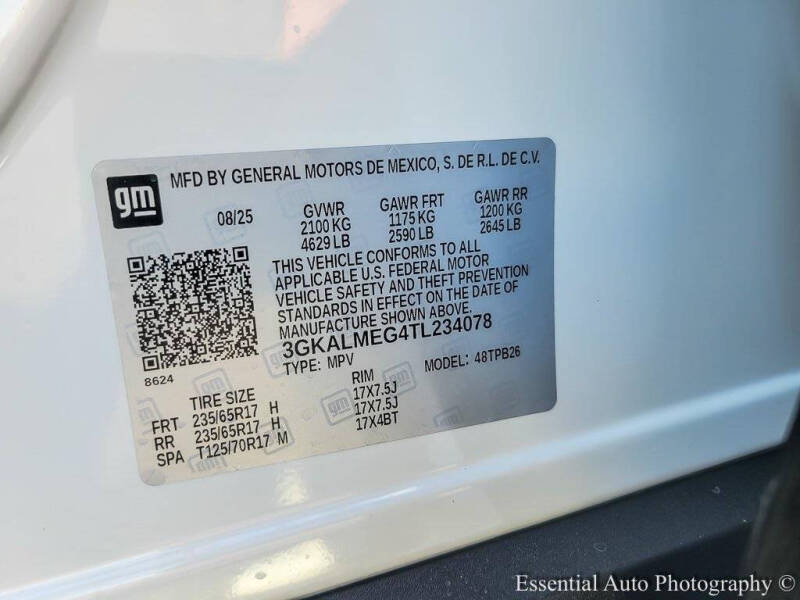 gm
MFD BY GENERAL MOTORS DE MEXICO, S. DE R.L. DE C.V.
08/25 GVWR GAWR FRT GAWR RR
2100 KG 1175 KG 1200 KG
4629 LB 2590 LB 2645 LB
THIS VEHICLE CONFORMS TO ALL
APPLICABLE U.S. FEDERAL MOTOR
VEHICLE SAFETY AND THEFT PREVENTION
STANDARDS IN EFFECT ON THE DATE OF
MANUFACTURE SHOWN ABOVE.
3GKALMEG4TL234078
TYPE: MPV MODEL: 48TPB26
8624
TIRE SIZE RIM
FRT 235/65R17 H 17X7.5J
RR 235/65R17 H 17X7.5J
SPA T125/70R17 M 17X4BT
Essential Auto Photography ©